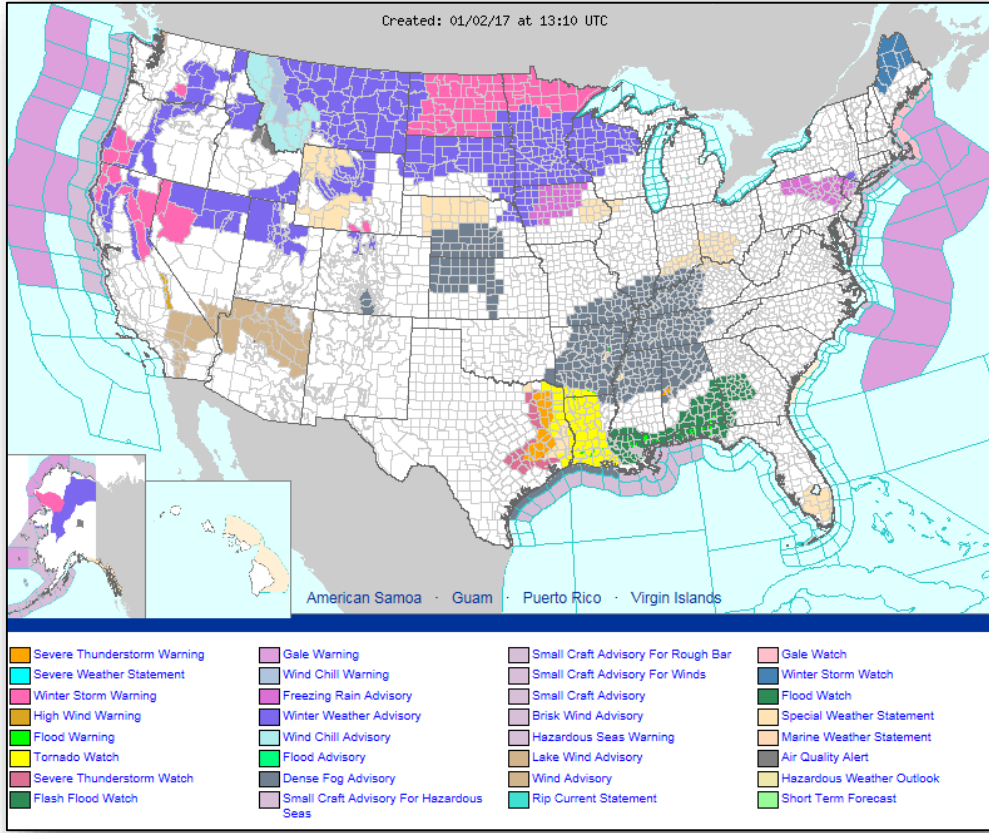 Created: 01/02/17 at 13:10 UTC
American Samoa · Guam · Puerto Rico · Virgin Islands
Severe Thunderstorm Warning
Severe Weather Statement
Winter Storm Warning
High Wind Warning
Flood Warning
Tornado Watch
Severe Thunderstorm Watch
Flash Flood Watch
Gale Warning
Wind Chill Warning
Freezing Rain Advisory
Winter Weather Advisory
Wind Chill Advisory
Flood Advisory
Dense Fog Advisory
Small Craft Advisory For Hazardous
Seas
Small Craft Advisory For Rough Bar
Small Craft Advisory For Winds
Small Craft Advisory
Brisk Wind Advisory
Hazardous Seas Warning
Lake Wind Advisory
Wind Advisory
Rip Current Statement
Gale Watch
Winter Storm Watch
Flood Watch
Special Weather Statement
Marine Weather Statement
Air Quality Alert
Hazardous Weather Outlook
Short Term Forecast